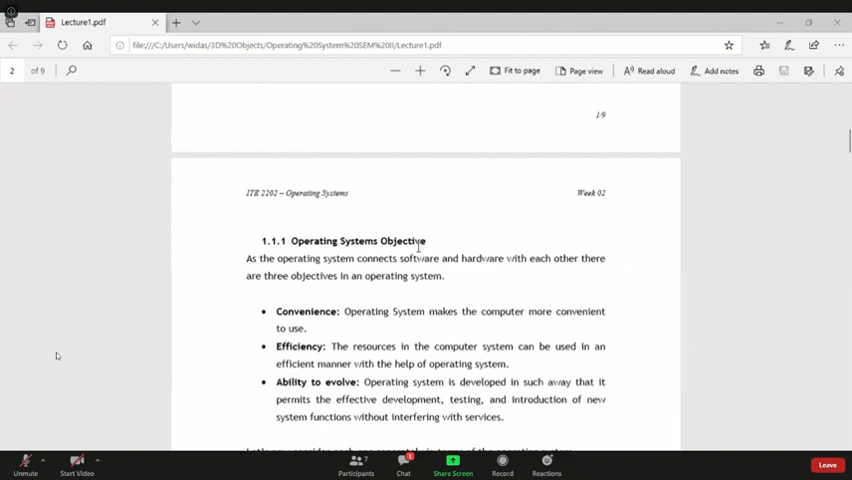 Lecture1.pdf
file:///C:/Users/widas/3D%20Objects/Operating%20System%20SEM%20II/Lecture1.pdf
2 of 9
Fit to page
Page view
Read aloud
Add notes
1/9
ITE 2202 – Operating Systems
Week 02
1.1.1 Operating Systems Objective
As the operating system connects software and hardware with each other there
are three objectives in an operating system.
• Convenience: Operating System makes the computer more convenient
to use.
• Efficiency: The resources in the computer system can be used in an
efficient manner with the help of operating system.
• Ability to evolve: Operating system is developed in such away that it
permits the effective development, testing, and introduction of new
system functions without interfering with services.
Unmute
Start Video
7
Participants
1
Chat
Share Screen
Record
Reactions
Leave